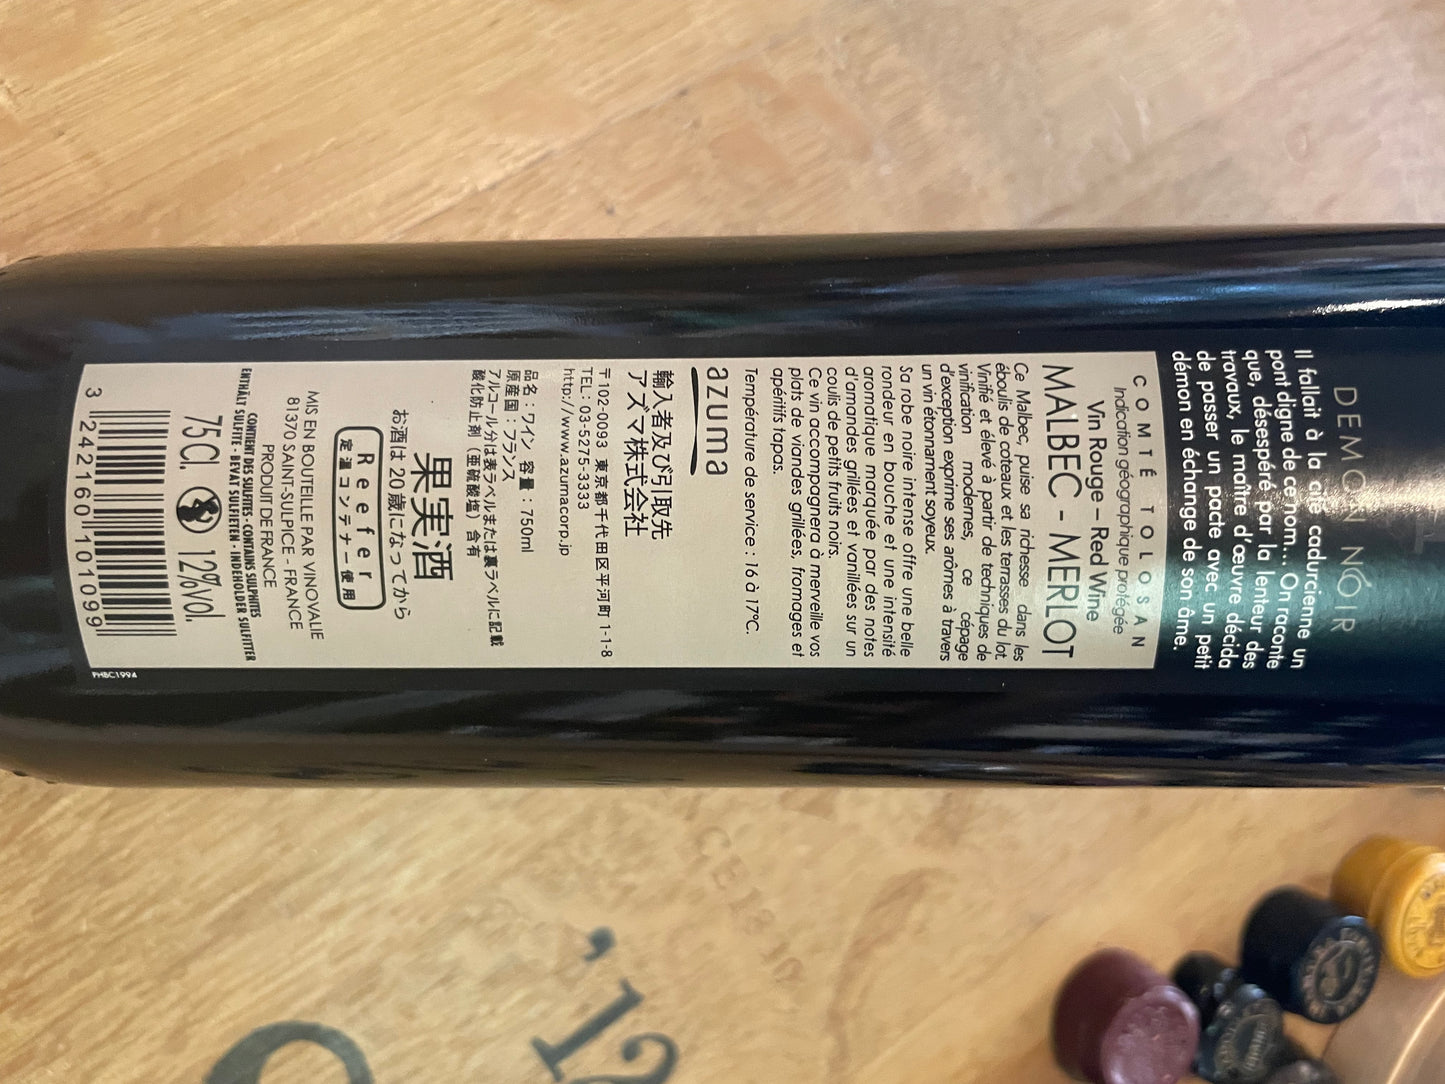 DEMON NOIR
Il fallait à la cité cadurcienne un
pont digne de ce nom... On raconte
que, désespéré par la lenteur des
travaux, le maître d'œuvre décida
de passer un pacte avec un petit
démon en échange de son âme.
COMTÉ TOLOSAN
Indication géographique protégée
Vin Rouge – Red Wine
MALBEC - MERLOT
Ce Malbec, puise sa richesse dans les
éboulis de coteaux et les terrasses du lot.
Vinifié et élevé à partir de techniques de
vinification modernes, ce cépage
d'exception exprime ses arômes à travers
un vin étonnament soyeux.
Sa robe noire intense offre une belle
rondeur en bouche et une intensité
aromatique marquée par des notes
d'amandes grillées et vanillées sur un
coulis de petits fruits noirs.
Ce vin accompagnera à merveille vos
plats de viandes grillées, fromages et
apéritifs tapas.
Température de service : 16 à 17°C.
azuma
輸入者及び引取先
アズマ株式会社
〒102-0093 東京都千代田区平河町 1-1-8
TEL: 03-5275-3333
http://www.azumacorp.jp
品名：ワイン 容量：750ml
原産国：フランス
アルコール分は表ラベルまたは裏ラベルに記載
酸化防止剤（亜硫酸塩）含有
果実酒
お酒は20歳になってから
Reefer
定温コンテナー使用
MIS EN BOUTEILLE PAR VINOVALIE
81370 SAINT-SULPICE - FRANCE
PRODUIT DE FRANCE
CONTIENT DES SULFITES - CONTAINS SULPHITES
ENTHÄLT SULFITE - BEVAT SULFIETEN - INDEHOLDER SULFITTER
75Cl. 12%Vol.
3 242160 101099
PHBC1994
'12